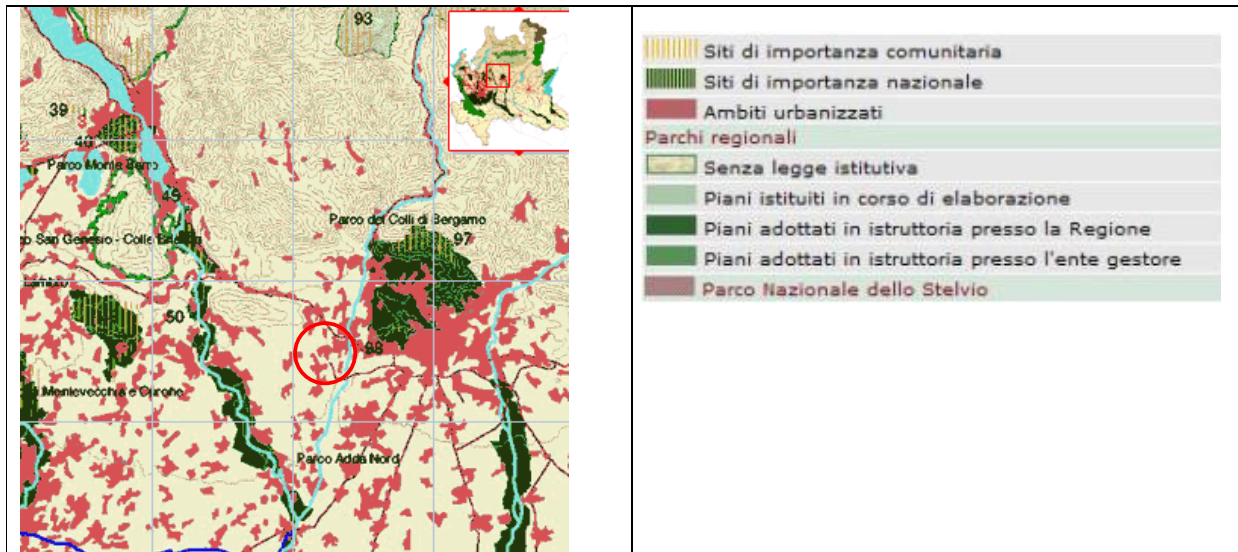 93
4
39
3
40
Parco Monte Barro
49
Parco dei Colli di Bergamo
97
San Genesio - Colle
50
98
Montevecchia e Curone
Parco Adda Nord
Siti di importanza comunitaria
Siti di importanza nazionale
Ambiti urbanizzati
Parchi regionali
Senza legge istitutiva
Piani istituiti in corso di elaborazione
Piani adottati in istruttoria presso la Regione
Piani adottati in istruttoria presso l'ente gestore
Parco Nazionale dello Stelvio